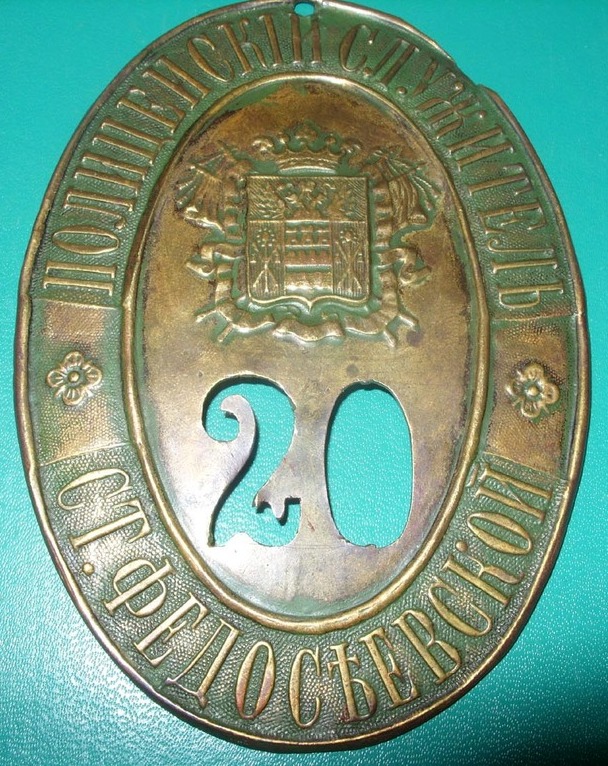 ПОЛИЦЕЙСКІЙ СЛУЖИТЕЛЬ
20
СТ. ФЕДОСѢЕВСКОЙ